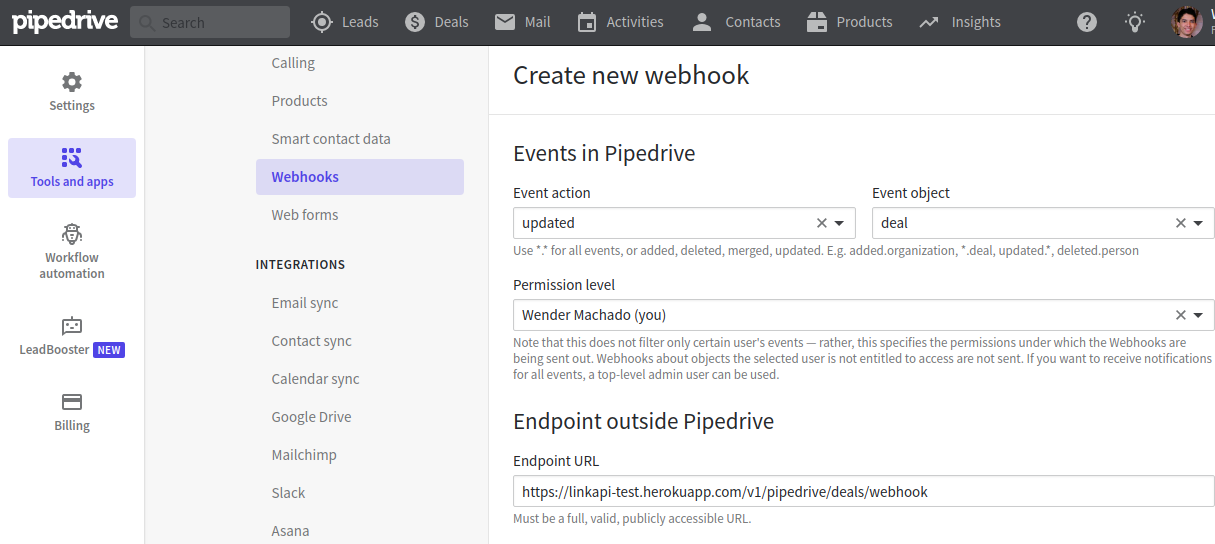 pipedrive
Search
Leads
Deals
Mail
Activities
Contacts
Products
Insights
Settings
Tools and apps
Workflow
automation
LeadBooster NEW
Billing
Calling
Products
Smart contact data
Webhooks
Web forms
INTEGRATIONS
Email sync
Contact sync
Calendar sync
Google Drive
Mailchimp
Slack
Asana
Create new webhook
Events in Pipedrive
Event action
updated
Event object
deal
Use *.* for all events, or added, deleted, merged, updated. E.g. added.organization, *.deal, updated.*, deleted.person
Permission level
Wender Machado (you)
Note that this does not filter only certain user's events — rather, this specifies the permissions under which the Webhooks are
being sent out. Webhooks about objects the selected user is not entitled to access are not sent. If you want to receive notifications
for all events, a top-level admin user can be used.
Endpoint outside Pipedrive
Endpoint URL
https://linkapi-test.herokuapp.com/v1/pipedrive/deals/webhook
Must be a full, valid, publicly accessible URL.